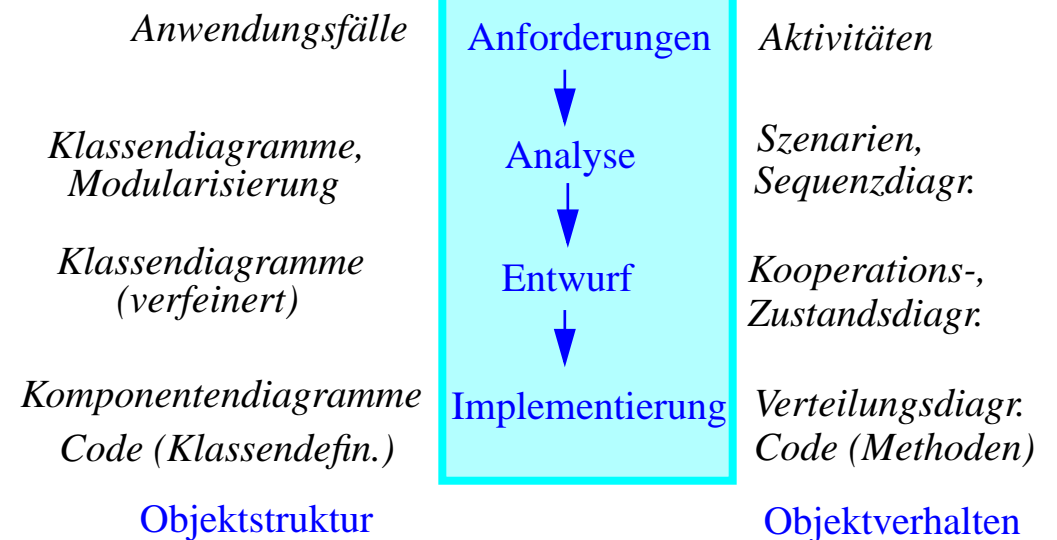 Anwendungsfälle
Anforderungen
Aktivitäten
Klassendiagramme,
Modularisierung
Analyse
Szenarien,
Sequenzdiagr.
Klassendiagramme
(verfeinert)
Entwurf
Kooperations-,
Zustandsdiagr.
Komponentendiagramme
Code (Klassendefin.)
Implementierung
Verteilungsdiagr.
Code (Methoden)
Objektstruktur
Objektverhalten